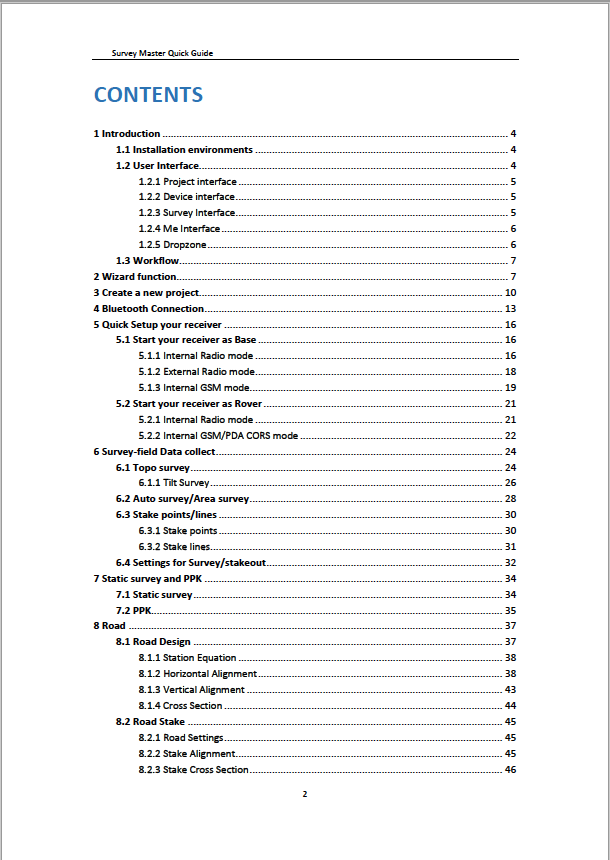 Survey Master Quick Guide
CONTENTS
1 Introduction ........ 4
1.1 Installation environments ........ 4
1.2 User Interface........ 4
1.2.1 Project interface ........ 5
1.2.2 Device interface........ 5
1.2.3 Survey Interface........ 5
1.2.4 Me Interface ........ 6
1.2.5 Dropzone........ 6
1.3 Workflow........ 7
2 Wizard function........ 7
3 Create a new project........ 10
4 Bluetooth Connection........ 13
5 Quick Setup your receiver ........ 16
5.1 Start your receiver as Base ........ 16
5.1.1 Internal Radio mode ........ 16
5.1.2 External Radio mode........ 18
5.1.3 Internal GSM mode........ 19
5.2 Start your receiver as Rover ........ 21
5.2.1 Internal Radio mode ........ 21
5.2.2 Internal GSM/PDA CORS mode ........ 22
6 Survey-field Data collect........ 24
6.1 Topo survey........ 24
6.1.1 Tilt Survey........ 26
6.2 Auto survey/Area survey........ 28
6.3 Stake points/lines ........ 30
6.3.1 Stake points ........ 30
6.3.2 Stake lines........ 31
6.4 Settings for Survey/stakeout........ 32
7 Static survey and PPK ........ 34
7.1 Static survey ........ 34
7.2 PPK........ 35
8 Road ........ 37
8.1 Road Design ........ 37
8.1.1 Station Equation ........ 38
8.1.2 Horizontal Alignment........ 38
8.1.3 Vertical Alignment ........ 43
8.1.4 Cross Section ........ 44
8.2 Road Stake ........ 45
8.2.1 Road Settings........ 45
8.2.2 Stake Alignment........ 45
8.2.3 Stake Cross Section........ 46
2